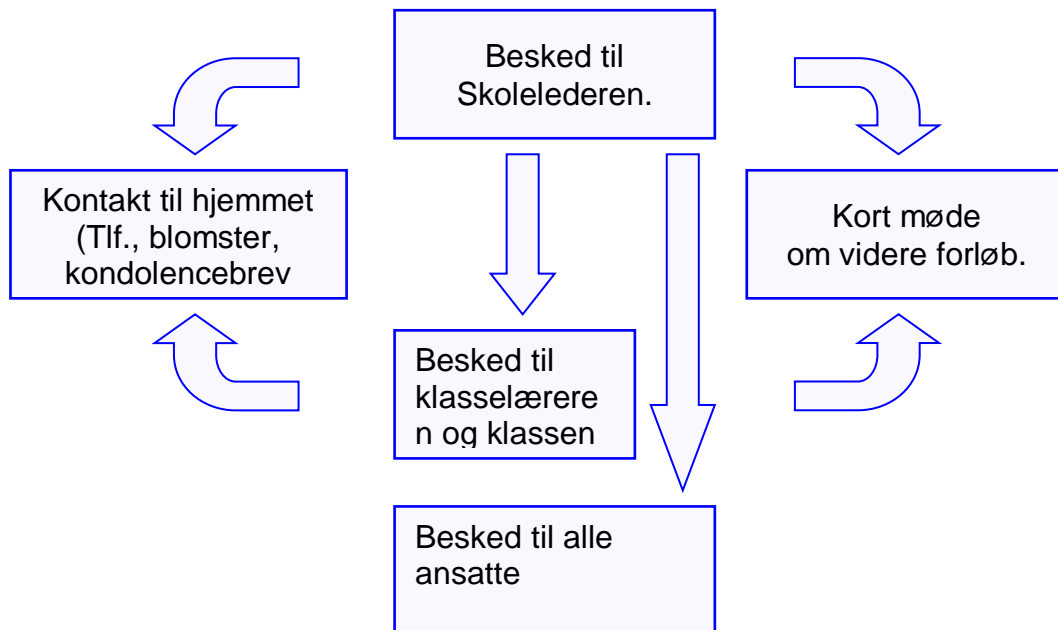 Besked til
Skolelederen.
Kontakt til hjemmet
(Tlf., blomster,
kondolencebrev
Kort møde
om videre forløb.
Besked til
klasselærere
n og klassen
Besked til alle
ansatte